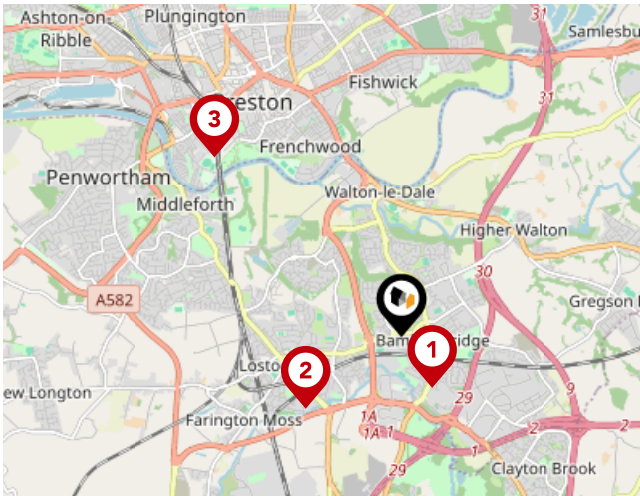 Ashton-on-
Ribble
Plungington
31
Samlesbu
Fishwick
31
3
reston
Frenchwood
Penwortham
Walton-le-Dale
Middleforth
Higher Walton
30
A582
Gregson
Bam
ridge
1
Losto
2
9
ew Longton
29
Farington Moss
1A
1A 1
2
2
1
29
Clayton Brook